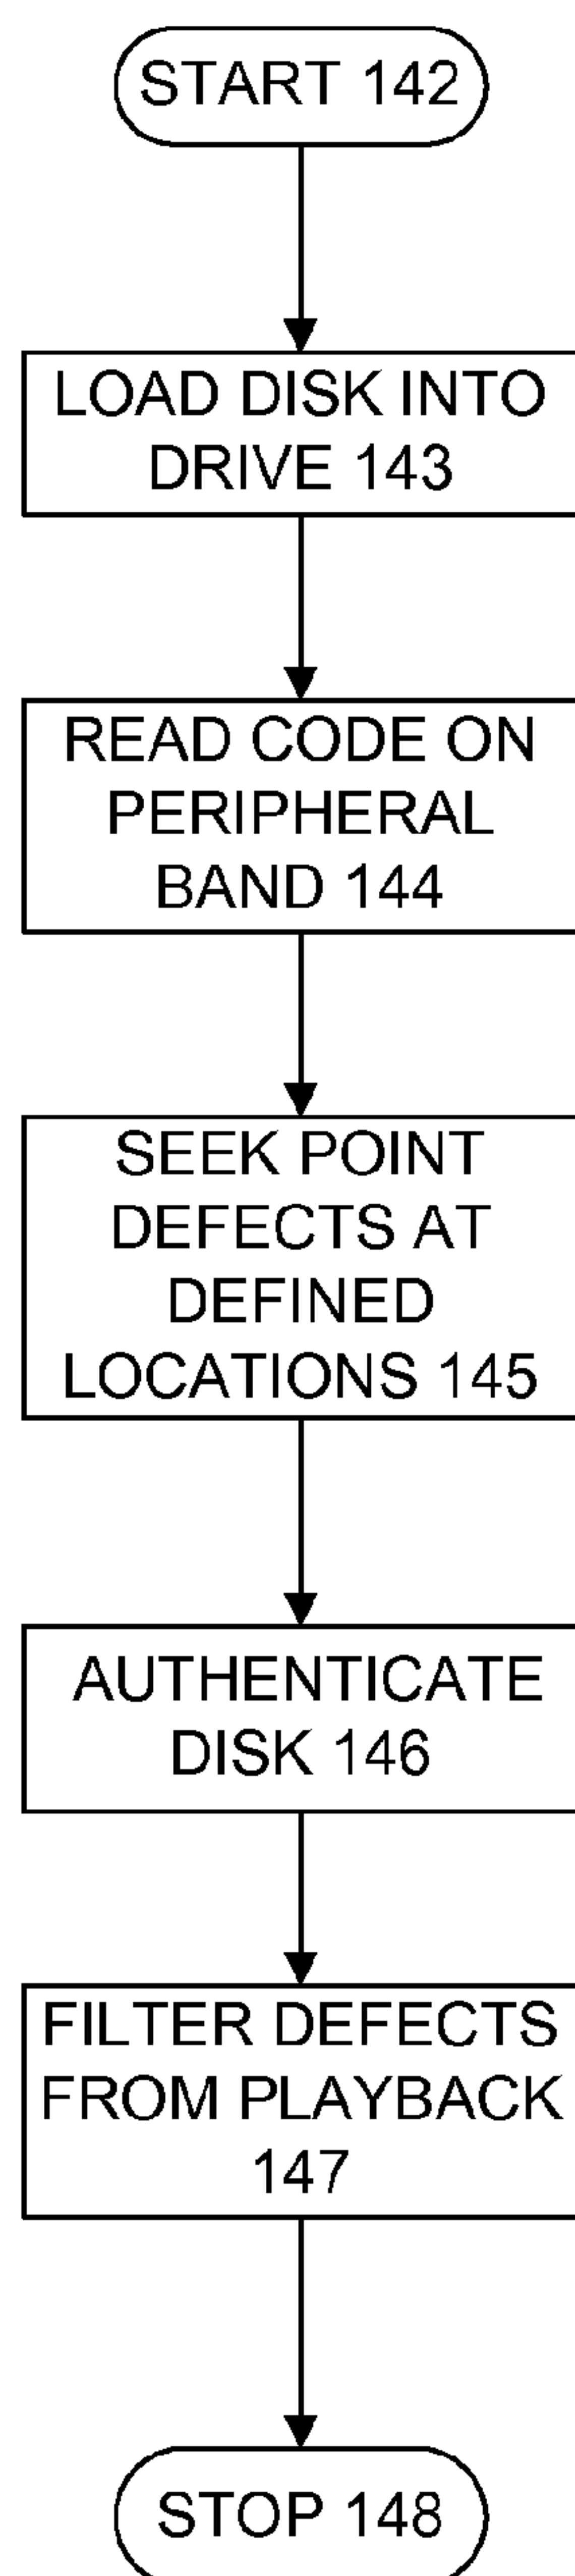 START 142
LOAD DISK INTO
DRIVE 143
READ CODE ON
PERIPHERAL
BAND 144
SEEK POINT
DEFECTS AT
DEFINED
LOCATIONS 145
AUTHENTICATE
DISK 146
FILTER DEFECTS
FROM PLAYBACK
147
STOP 148